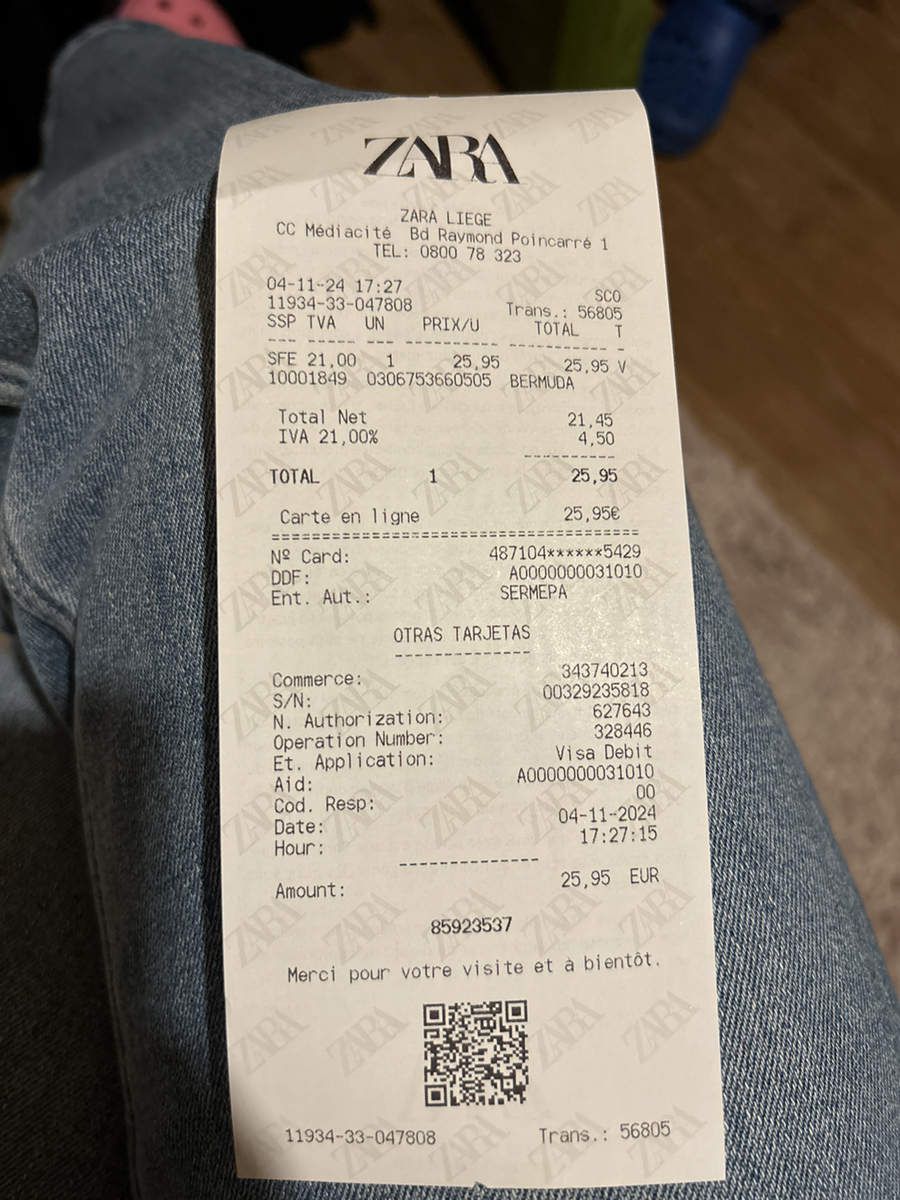 ZARA
ZARA LIEGE
CC Médiacité Bd Raymond Poincarré 1
TEL: 0800 78 323
04-11-24 17:27 SCO
11934-33-047808 Trans.: 56805
SSP TVA UN PRIX/U TOTAL T
--- ----- --- ---------- ---------- -
SFE 21,00 1 25,95 25,95 V
10001849 0306753660505 BERMUDA
Total Net 21,45
IVA 21,00% 4,50
----------
TOTAL 1 25,95
Carte en ligne 25,95€
========================================
Nº Card: 487104******5429
DDF: A0000000031010
Ent. Aut.: SERMEPA
OTRAS TARJETAS
--------------
Commerce: 343740213
S/N: 00329235818
N. Authorization: 627643
Operation Number: 328446
Et. Application: Visa Debit
Aid: A0000000031010
Cod. Resp: 00
Date: 04-11-2024
Hour: 17:27:15
--------------
Amount: 25,95 EUR
85923537
Merci pour votre visite et à bientôt.
11934-33-047808 Trans.: 56805